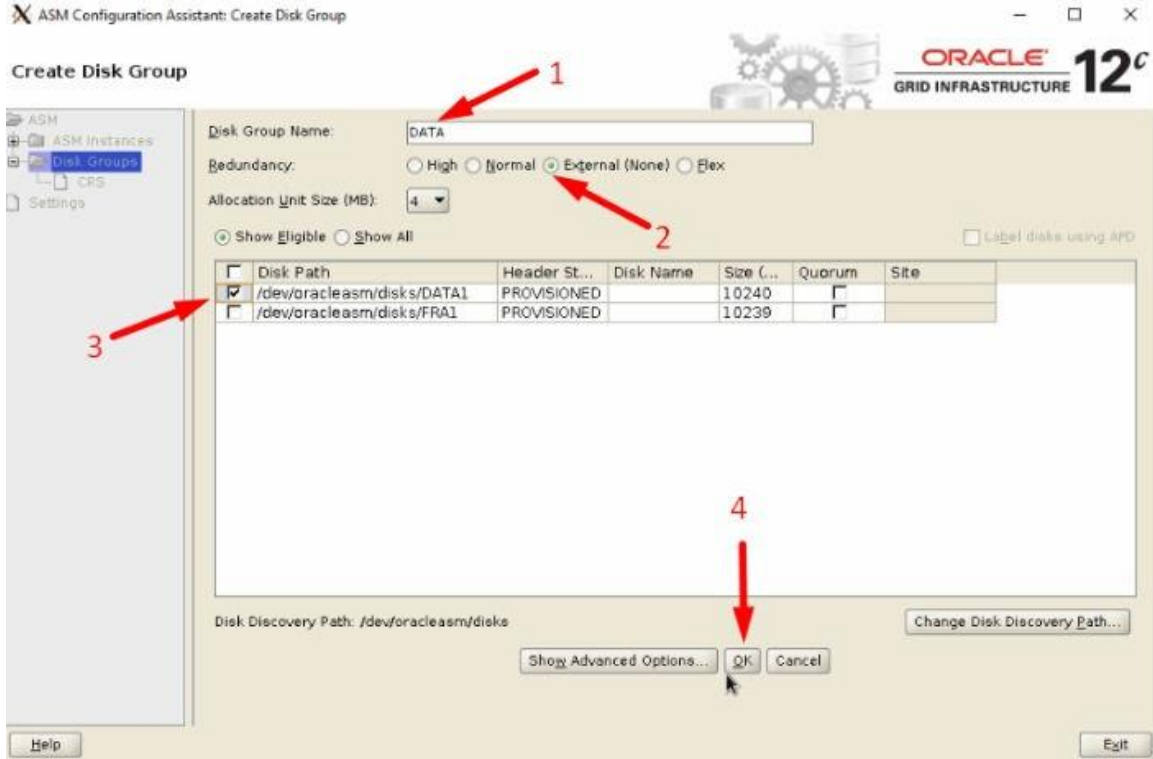 ASM Configuration Assistant: Create Disk Group
Create Disk Group
ORACLE
GRID INFRASTRUCTURE
12c
1
ASM
ASM Instances
Disk Groups
CRS
Settings
Disk Group Name: DATA
Redundancy: High Normal External (None) Flex
2
Allocation Unit Size (MB): 4
Show Eligible Show All Label disks using AFD
Disk Path Header St... Disk Name Size (... Quorum Site
/dev/oracleasm/disks/DATA1 PROVISIONED 10240
/dev/oracleasm/disks/FRA1 PROVISIONED 10239
3
4
Disk Discovery Path: /dev/oracleasm/disks Change Disk Discovery Path...
Show Advanced Options... OK Cancel
Help Exit